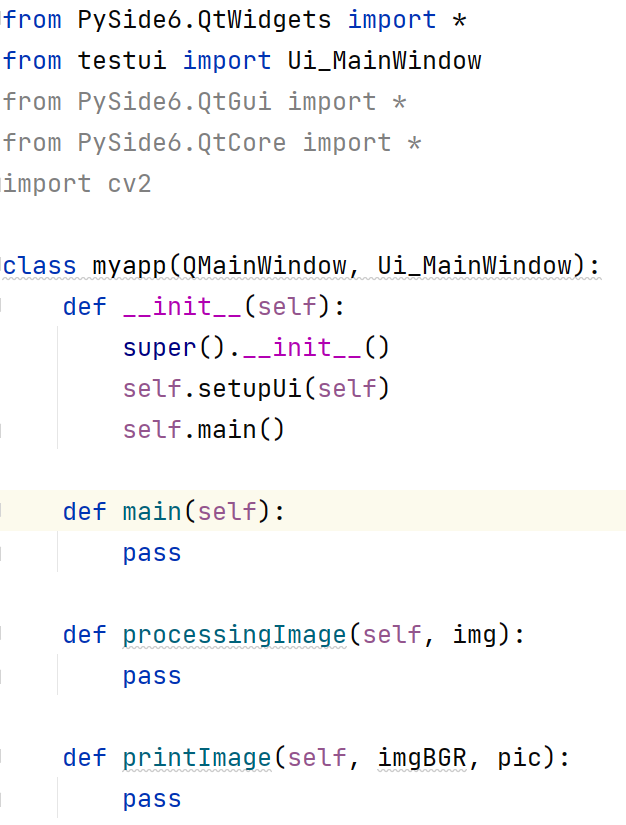 from PySide6.QtWidgets import *
from testui import Ui_MainWindow
from PySide6.QtGui import *
from PySide6.QtCore import *
import cv2
class myapp(QMainWindow, Ui_MainWindow):
def __init__(self):
super().__init__()
self.setupUi(self)
self.main()
def main(self):
pass
def processingImage(self, img):
pass
def printImage(self, imgBGR, pic):
pass